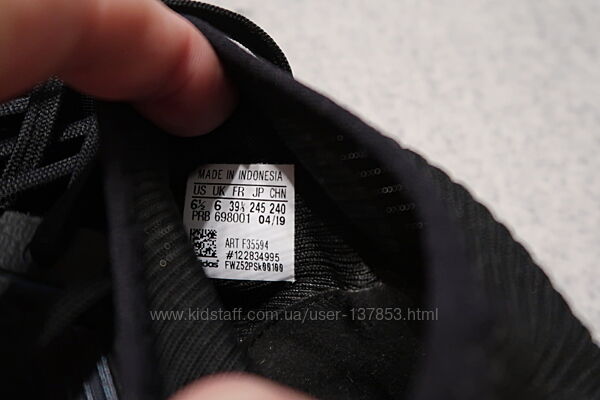 MADE IN INDONESIA
US UK FR JP CHN
6½ 6 39⅓ 245 240
PRB 698001 04/19
ART F35594
#122834995
adidas FWZ52PSk08100
www.kidstaff.com.ua/user-137853.html